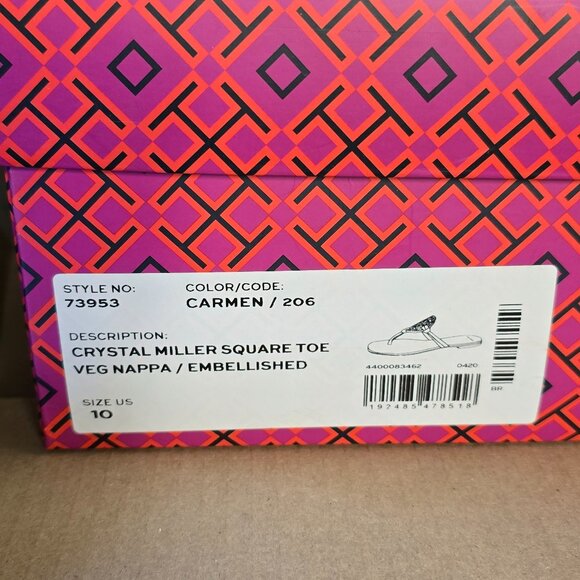 STYLE NO: COLOR/CODE:
73953 CARMEN / 206
DESCRIPTION:
CRYSTAL MILLER SQUARE TOE
VEG NAPPA / EMBELLISHED
4400083462 0420
SIZE US
10
192485478518
BR